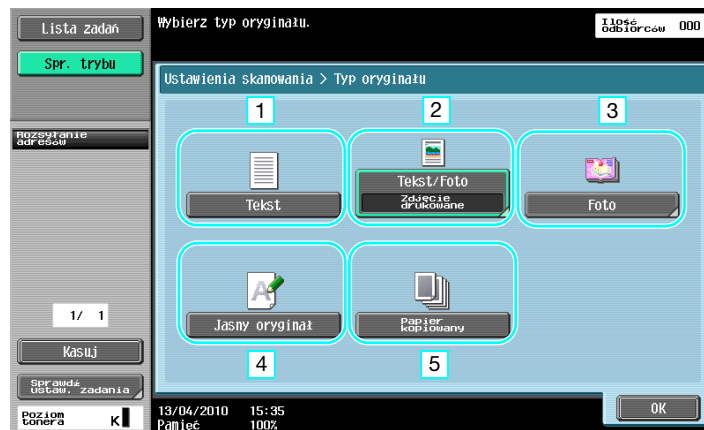 Lista zadań
Wybierz typ oryginału.
Ilość
odbiorców 000
Spr. trybu
Ustawienia skanowania > Typ oryginału
1
2
3
Rozsyłanie
adresów
Tekst
Tekst/Foto
Zdjęcie
drukowane
Foto
1/ 1
Jasny oryginał
Papier
kopiowany
Kasuj
4
5
Sprawdź
ustaw. zadania
Poziom
tonera K
13/04/2010 15:35
Pamięć 100%
OK